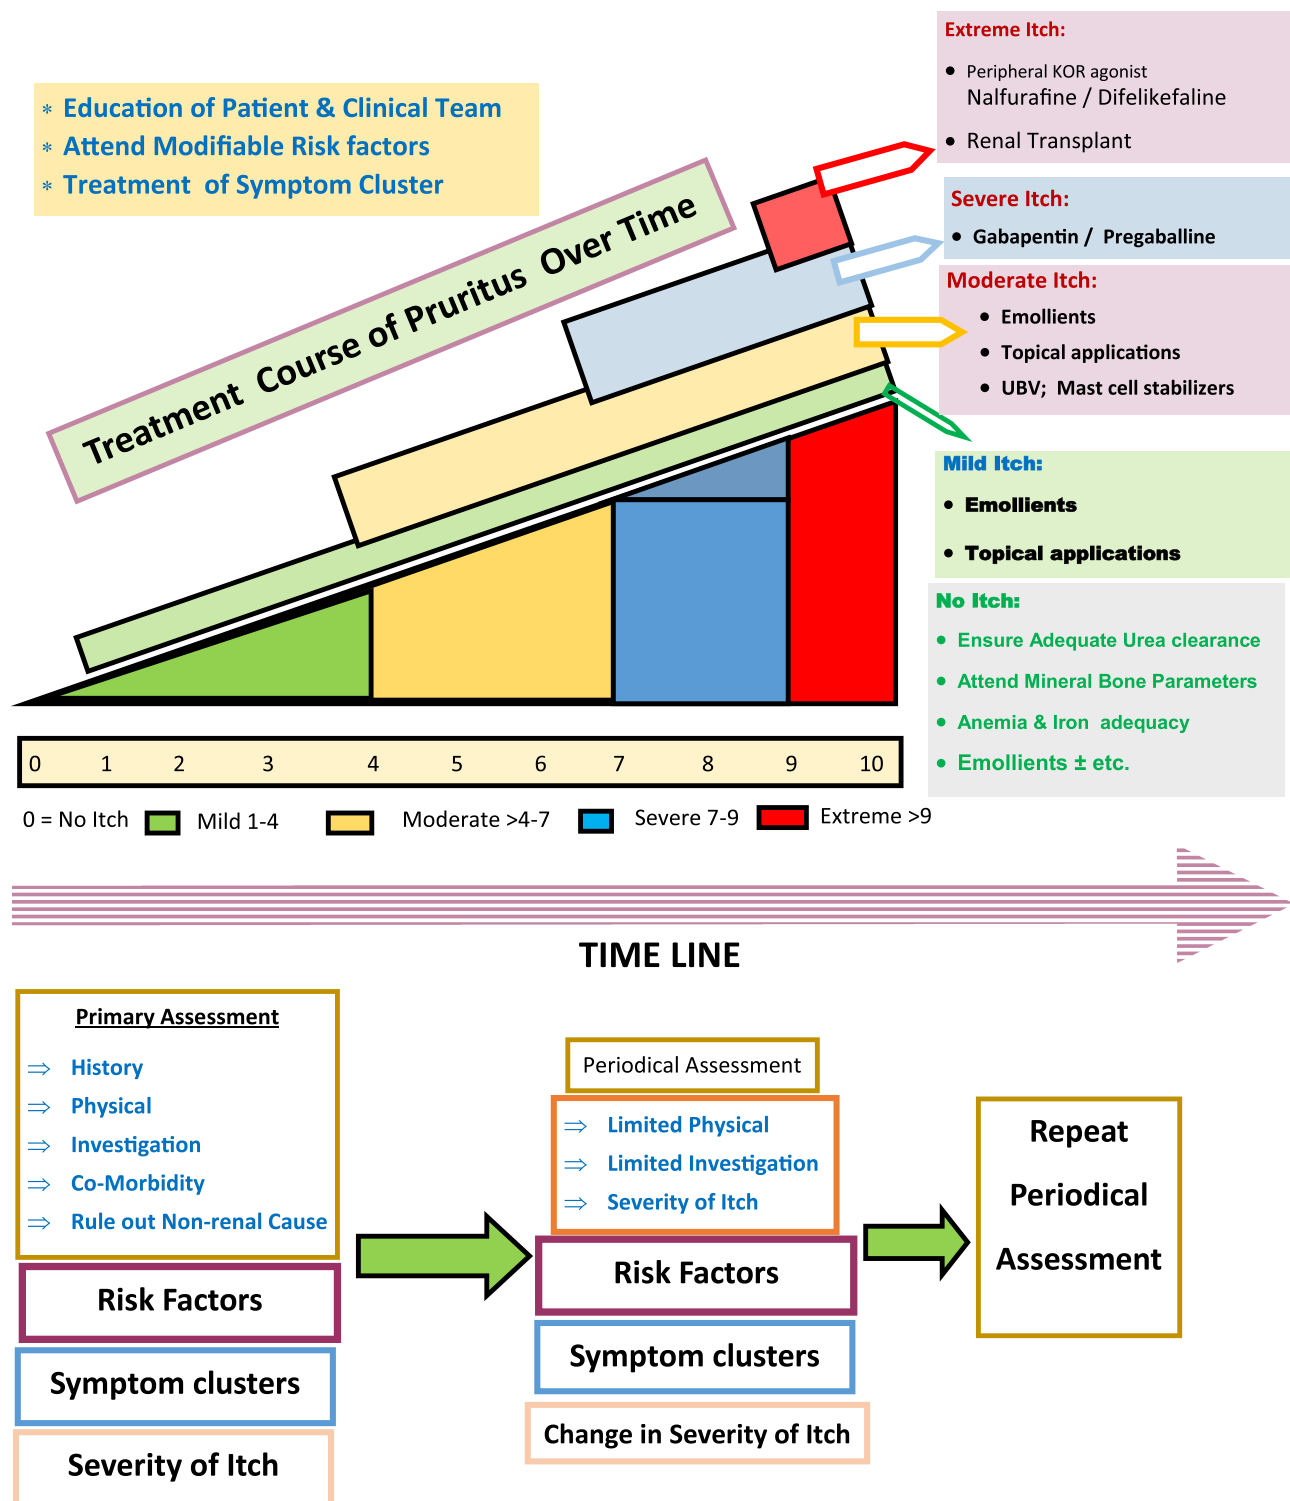 ∗ Education of Patient & Clinical Team
∗ Attend Modifiable Risk factors
∗ Treatment of Symptom Cluster
Treatment Course of Pruritus Over Time
Extreme Itch:
• Peripheral KOR agonist
Nalfurafine / Difelikefaline
• Renal Transplant
Severe Itch:
• Gabapentin / Pregaballine
Moderate Itch:
• Emollients
• Topical applications
• UBV; Mast cell stabilizers
Mild Itch:
• Emollients
• Topical applications
No Itch:
• Ensure Adequate Urea clearance
• Attend Mineral Bone Parameters
• Anemia & Iron adequacy
• Emollients ± etc.
0 1 2 3 4 5 6 7 8 9 10
0 = No Itch Mild 1-4 Moderate >4-7 Severe 7-9 Extreme >9
TIME LINE
Primary Assessment
⇒ History
⇒ Physical
⇒ Investigation
⇒ Co-Morbidity
⇒ Rule out Non-renal Cause
Risk Factors
Symptom clusters
Severity of Itch
Periodical Assessment
⇒ Limited Physical
⇒ Limited Investigation
⇒ Severity of Itch
Risk Factors
Symptom clusters
Change in Severity of Itch
Repeat
Periodical
Assessment